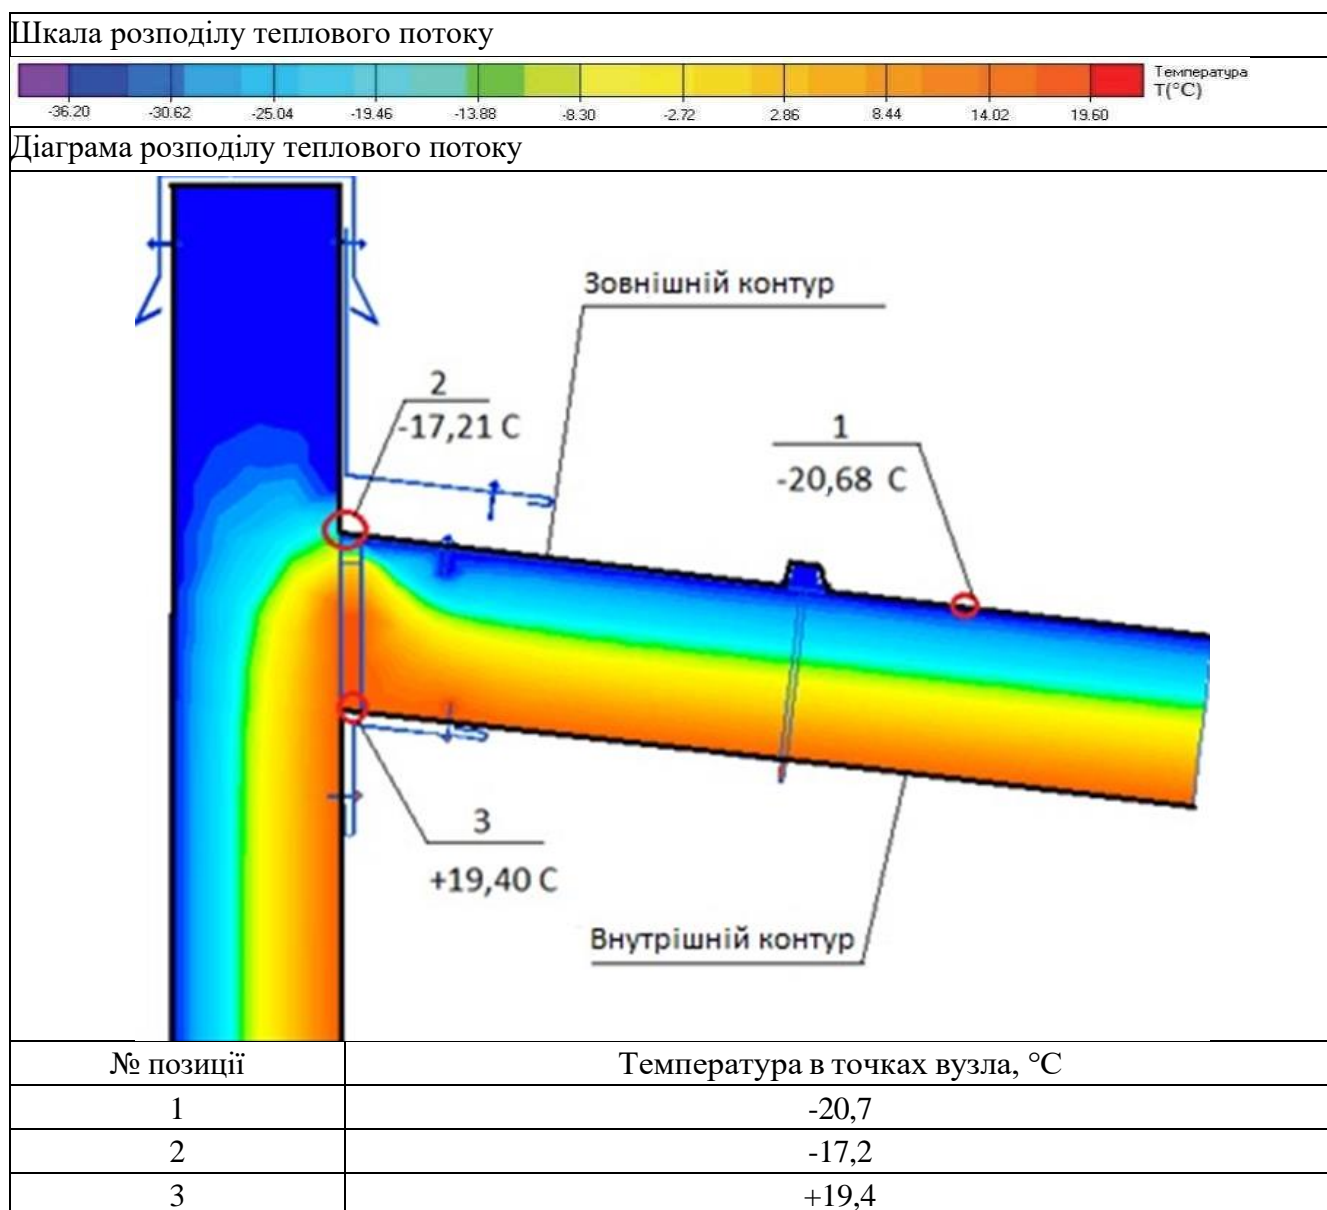 Шкала розподілу теплового потоку
Температура
T(°C)
-36.20 -30.62 -25.04 -19.46 -13.88 -8.30 -2.72 2.86 8.44 14.02 19.60
Діаграма розподілу теплового потоку
Зовнішній контур
2
-17,21 С
1
-20,68 С
3
+19,40 С
Внутрішній контур
№ позиції Температура в точках вузла, °С
1 -20,7
2 -17,2
3 +19,4